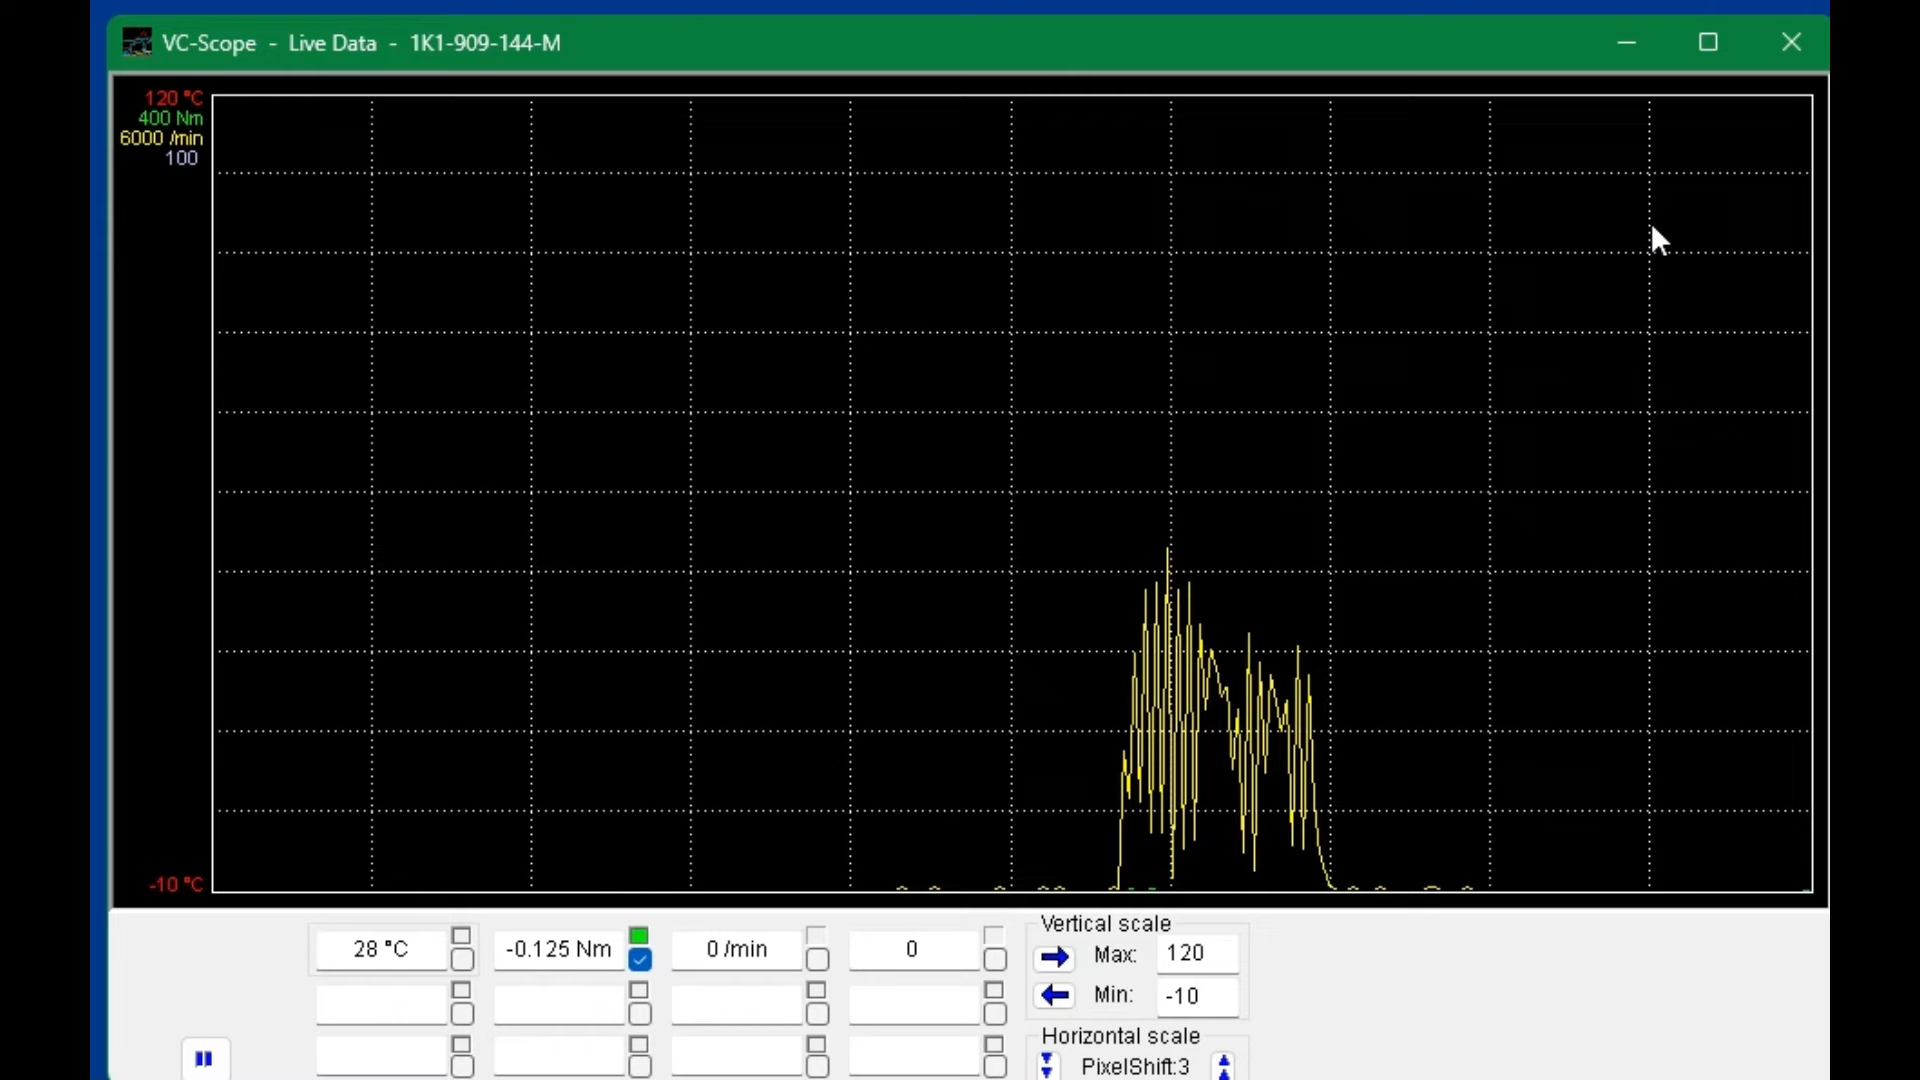 VC-Scope - Live Data - 1K1-909-144-M
120 °C
400 Nm
6000 /min
100
-10 °C
Vertical scale
28 °C -0.125 Nm 0 /min 0 Max: 120
Min: -10
Horizontal scale
PixelShift:3